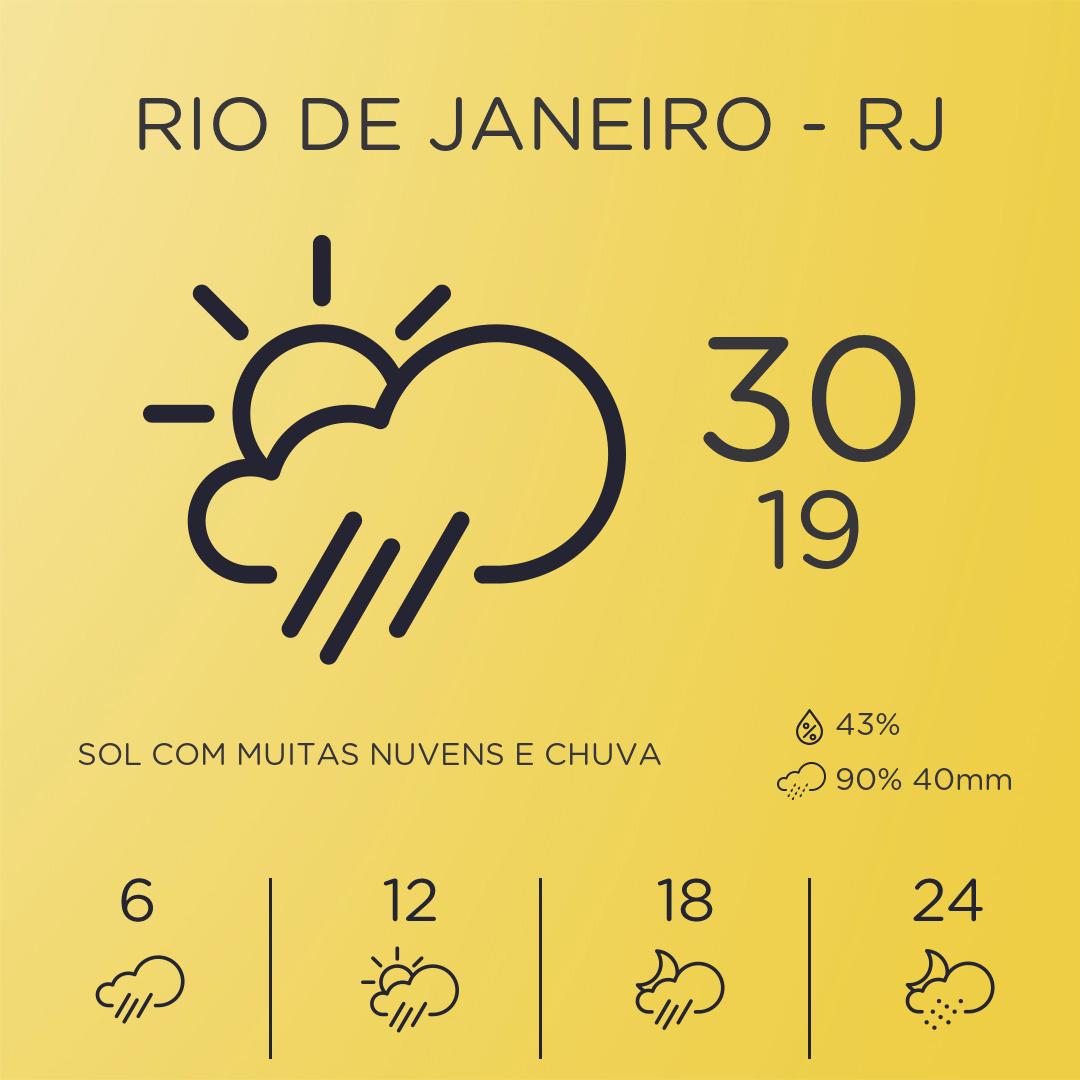 RIO DE JANEIRO - RJ
30
19
SOL COM MUITAS NUVENS E CHUVA
43%
90% 40mm
6 12 18 24